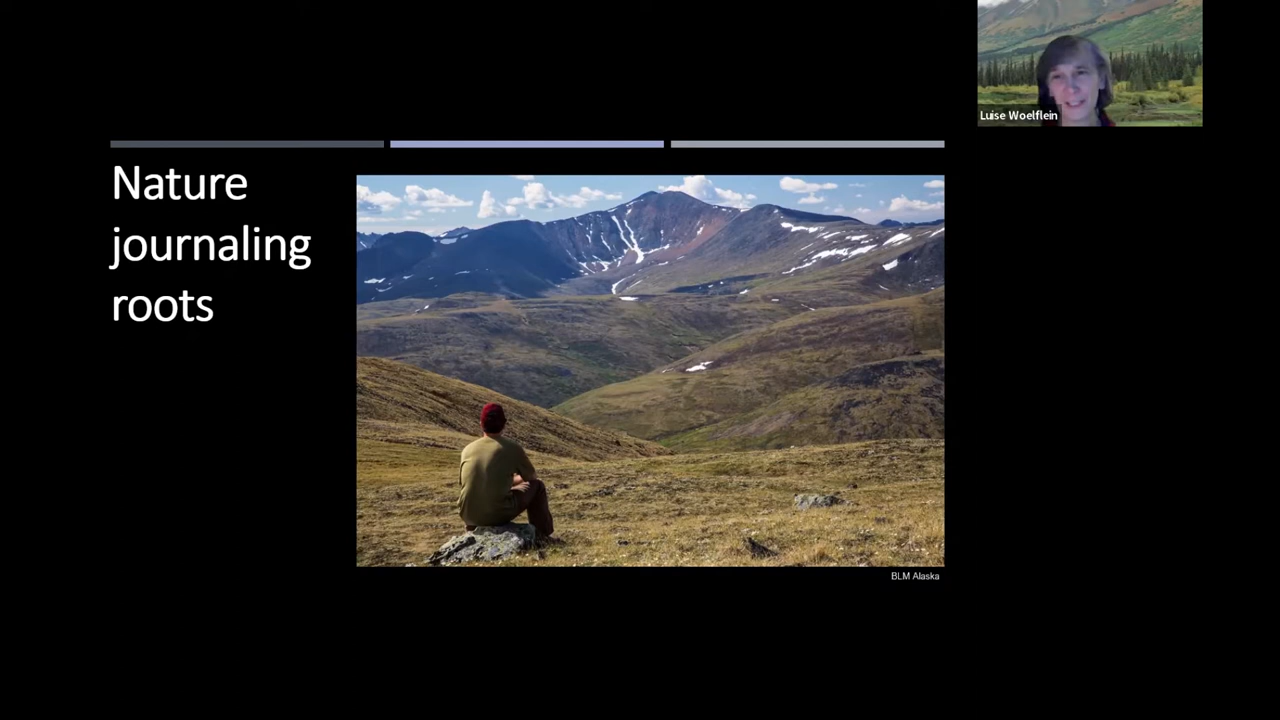 Luise Woelflein
Nature
journaling
roots
BLM Alaska